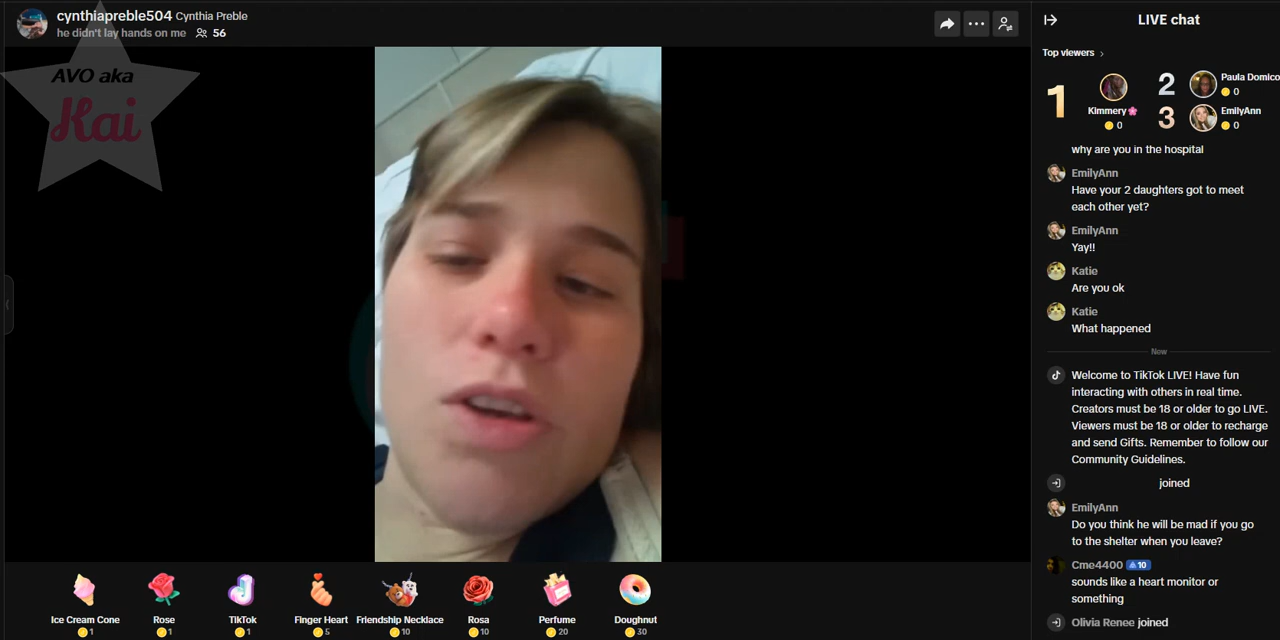 cynthiapreble504 Cynthia Preble
he didn't lay hands on me 56
AVO aka
Kai
LIVE chat
Top viewers
1
Kimmery
0
2
Paula Domico
0
3
EmilyAnn
0
why are you in the hospital
EmilyAnn
Have your 2 daughters got to meet
each other yet?
EmilyAnn
Yay!!
Katie
Are you ok
Katie
What happened
Now
Welcome to TikTok LIVE! Have fun
interacting with others in real time.
Creators must be 18 or older to go LIVE.
Viewers must be 18 or older to recharge
and send Gifts. Remember to follow our
Community Guidelines.
joined
EmilyAnn
Do you think he will be mad if you go
to the shelter when you leave?
Cme4400 10
sounds like a heart monitor or
something
Olivia Renee joined
Ice Cream Cone
1
Rose
1
TikTok
1
Finger Heart
5
Friendship Necklace
10
Rosa
10
Perfume
20
Doughnut
30